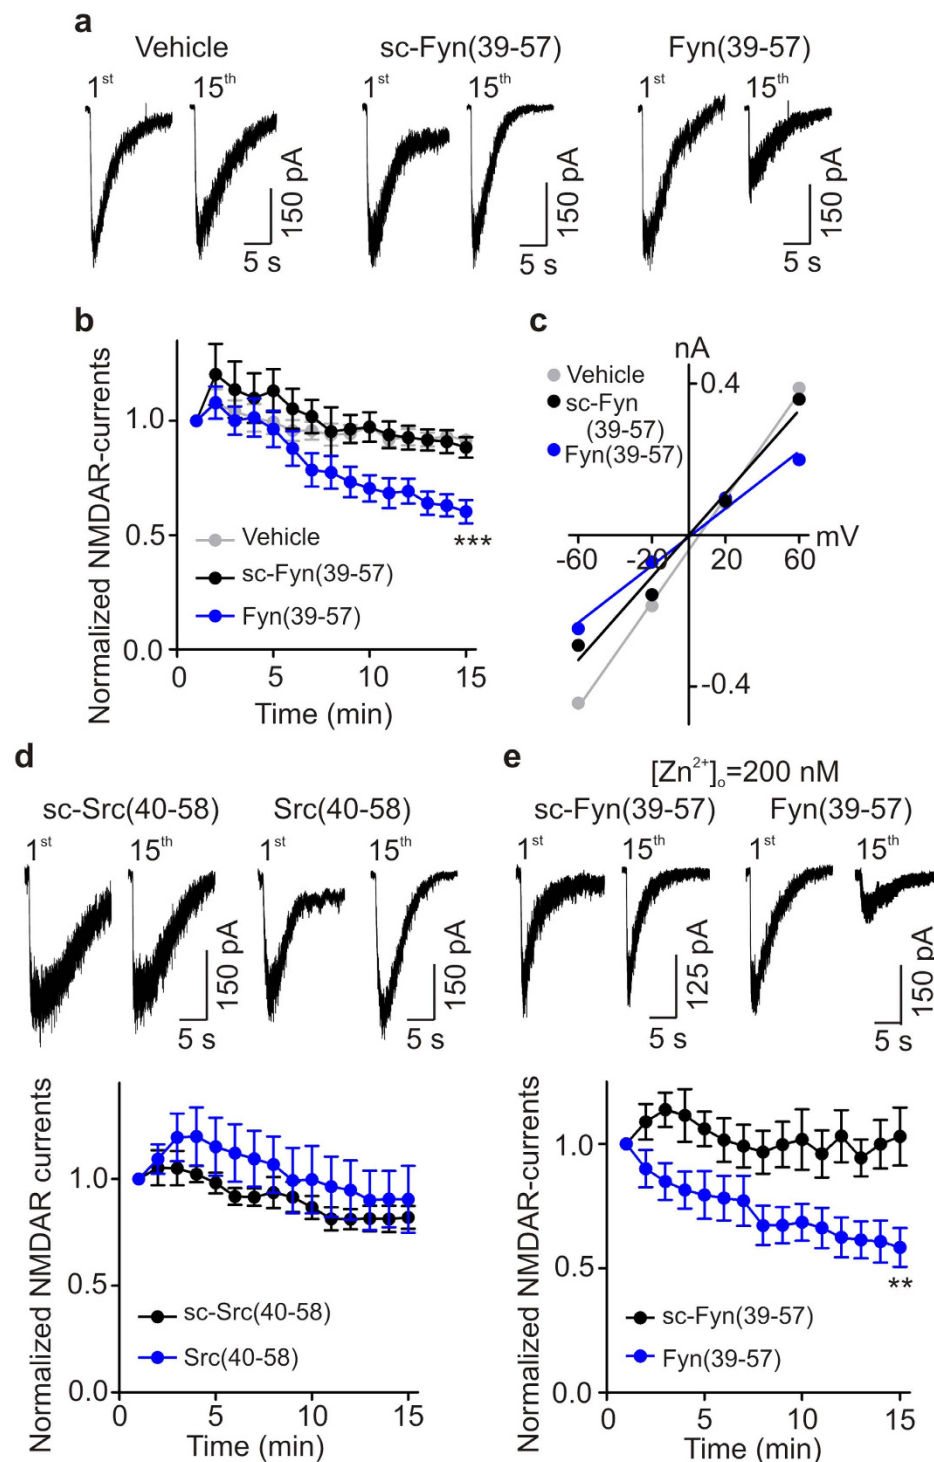 a
Vehicle sc-Fyn(39-57) Fyn(39-57)
1st 15th 1st 15th 1st 15th
150 pA 150 pA 150 pA
5 s 5 s 5 s
b
Normalized NMDAR-currents
1.0
0.5
0.0
***
Vehicle
sc-Fyn(39-57)
Fyn(39-57)
0 5 10 15
Time (min)
c
nA
Vehicle
sc-Fyn
(39-57)
Fyn(39-57)
0.4
mV
-60 -20 20 60
-0.4
d
sc-Src(40-58) Src(40-58)
1st 15th 1st 15th
150 pA 150 pA
5 s 5 s
Normalized NMDAR currents
1.0
0.5
0.0
sc-Src(40-58)
Src(40-58)
0 5 10 15
Time (min)
e
[Zn2+]o=200 nM
sc-Fyn(39-57) Fyn(39-57)
1st 15th 1st 15th
125 pA 150 pA
5 s 5 s
Normalized NMDAR-currents
1.0
0.5
0.0
**
sc-Fyn(39-57)
Fyn(39-57)
0 5 10 15
Time (min)